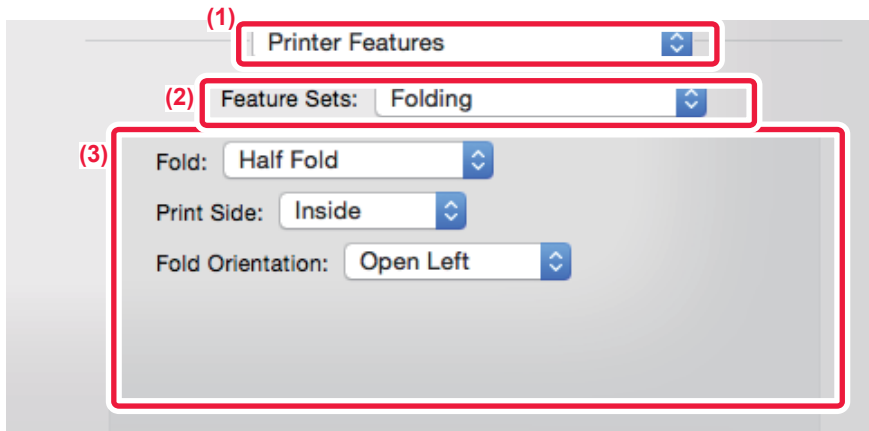 (1)
Printer Features
(2)
Feature Sets: Folding
(3)
Fold: Half Fold
Print Side: Inside
Fold Orientation: Open Left